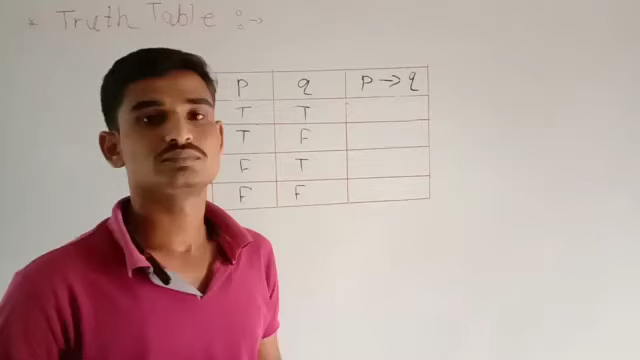 * Truth Table :->
P q P → q
T T
T F
F T
F F